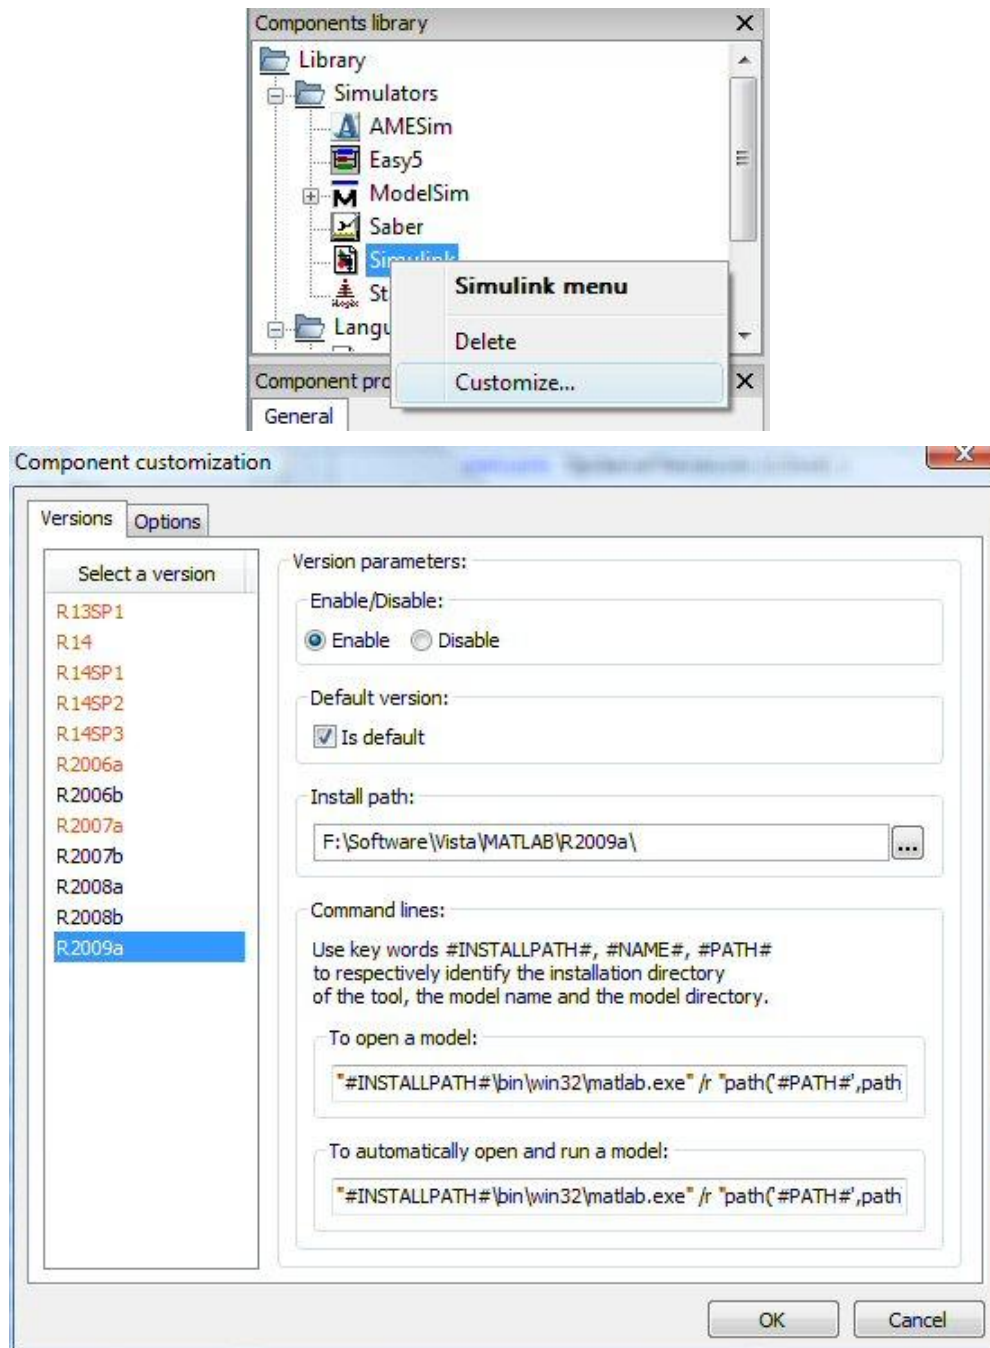 Components library
Library
Simulators
AMESim
Easy5
ModelSim
Saber
Simulink
St
Langu
Simulink menu
Delete
Customize...
Component pro
General
Component customization
Versions
Options
Select a version
R13SP1
R14
R14SP1
R14SP2
R14SP3
R2006a
R2006b
R2007a
R2007b
R2008a
R2008b
R2009a
Version parameters:
Enable/Disable:
Enable
Disable
Default version:
Is default
Install path:
F:\Software\Vista\MATLAB\R2009a\
...
Command lines:
Use key words #INSTALLPATH#, #NAME#, #PATH#
to respectively identify the installation directory
of the tool, the model name and the model directory.
To open a model:
"#INSTALLPATH#\bin\win32\matlab.exe" /r "path('#PATH#',path
To automatically open and run a model:
"#INSTALLPATH#\bin\win32\matlab.exe" /r "path('#PATH#',path
OK
Cancel